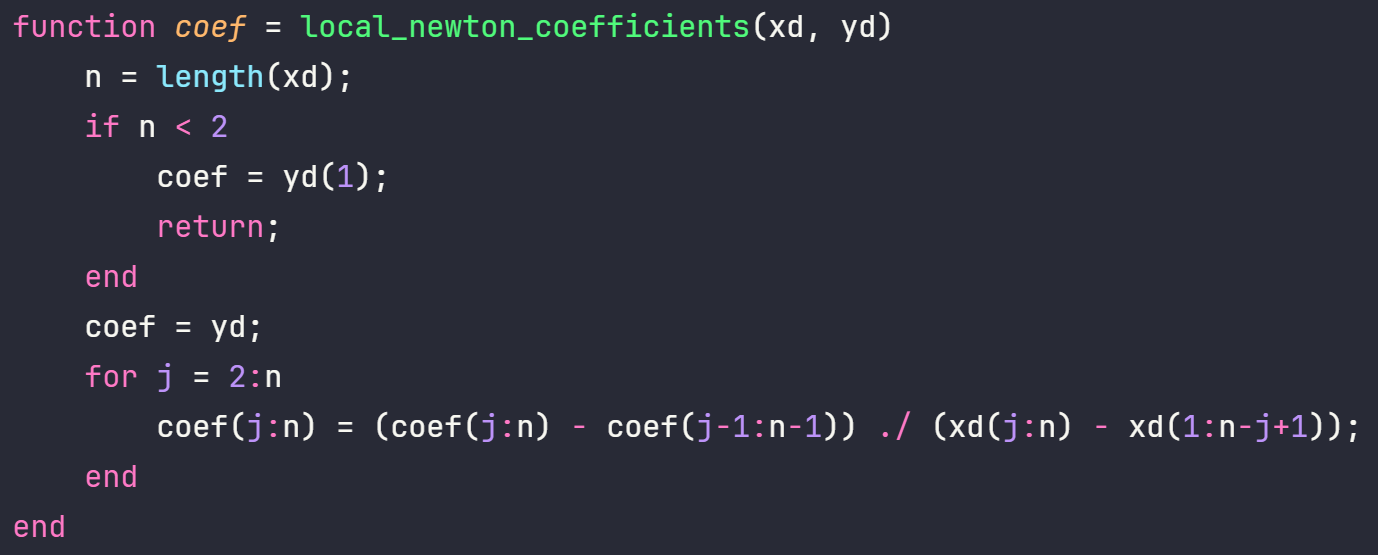 function coef = local_newton_coefficients(xd, yd)
    n = length(xd);
    if n < 2
        coef = yd(1);
        return;
    end
    coef = yd;
    for j = 2:n
        coef(j:n) = (coef(j:n) - coef(j-1:n-1)) ./ (xd(j:n) - xd(1:n-j+1));
    end
end